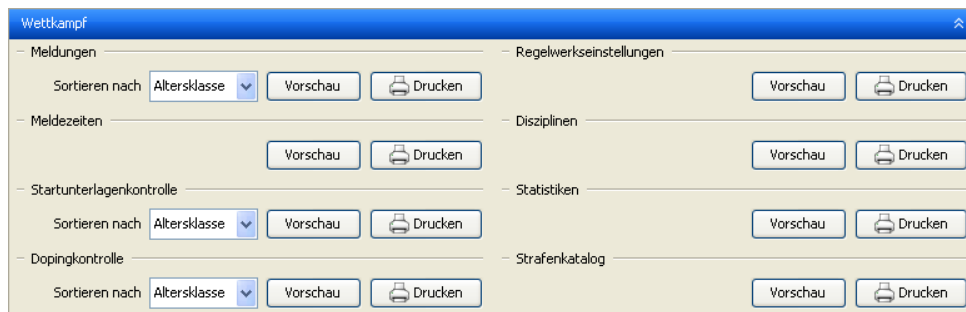 Wettkampf
Meldungen
Regelwerkseinstellungen
Sortieren nach Altersklasse Vorschau Drucken Vorschau Drucken
Meldezeiten
Disziplinen
Vorschau Drucken Vorschau Drucken
Startunterlagenkontrolle
Statistiken
Sortieren nach Altersklasse Vorschau Drucken Vorschau Drucken
Dopingkontrolle
Strafenkatalog
Sortieren nach Altersklasse Vorschau Drucken Vorschau Drucken